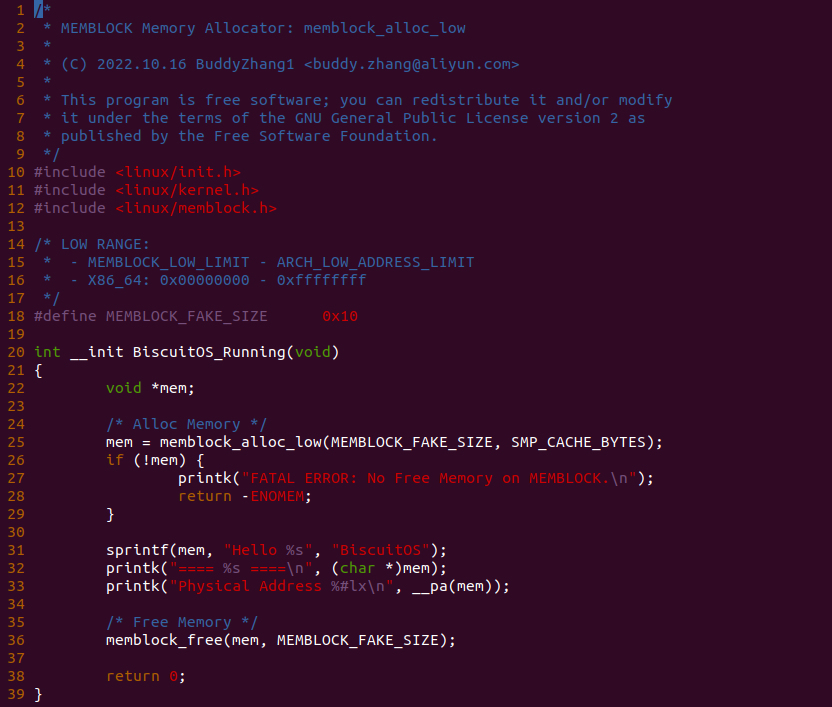 1 /*
2  * MEMBLOCK Memory Allocator: memblock_alloc_low
3  *
4  * (C) 2022.10.16 BuddyZhang1 <buddy.zhang@aliyun.com>
5  *
6  * This program is free software; you can redistribute it and/or modify
7  * it under the terms of the GNU General Public License version 2 as
8  * published by the Free Software Foundation.
9  */
10 #include <linux/init.h>
11 #include <linux/kernel.h>
12 #include <linux/memblock.h>
13
14 /* LOW RANGE:
15  *  - MEMBLOCK_LOW_LIMIT - ARCH_LOW_ADDRESS_LIMIT
16  *  - X86_64: 0x00000000 - 0xffffffff
17  */
18 #define MEMBLOCK_FAKE_SIZE      0x10
19
20 int __init BiscuitOS_Running(void)
21 {
22         void *mem;
23
24         /* Alloc Memory */
25         mem = memblock_alloc_low(MEMBLOCK_FAKE_SIZE, SMP_CACHE_BYTES);
26         if (!mem) {
27                 printk("FATAL ERROR: No Free Memory on MEMBLOCK.\n");
28                 return -ENOMEM;
29         }
30
31         sprintf(mem, "Hello %s", "BiscuitOS");
32         printk("==== %s ====\n", (char *)mem);
33         printk("Physical Address %#lx\n", __pa(mem));
34
35         /* Free Memory */
36         memblock_free(mem, MEMBLOCK_FAKE_SIZE);
37
38         return 0;
39 }